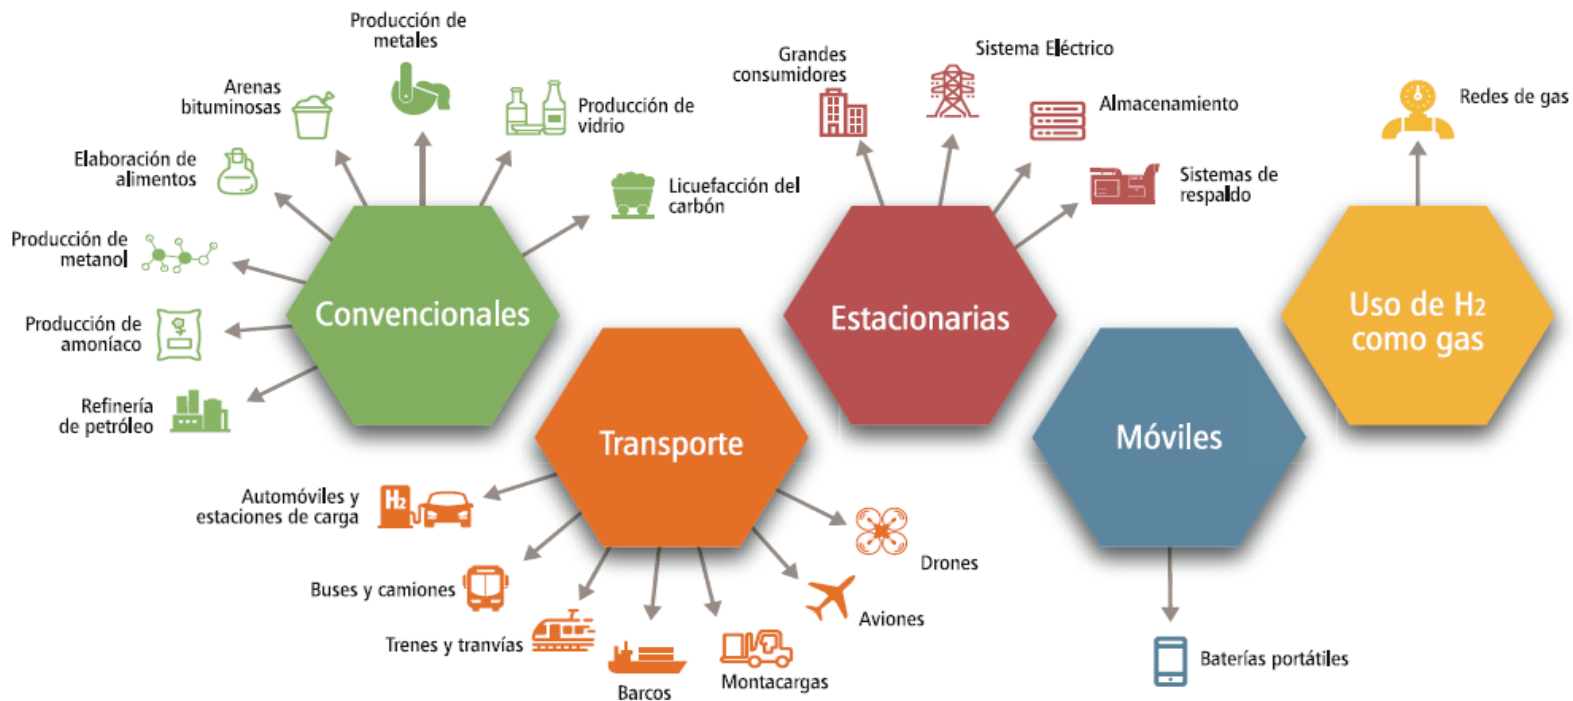 Producción de
metales
Arenas
bituminosas
Producción de
vidrio
Elaboración de
alimentos
Licuefacción del
carbón
Producción de
metanol
Producción de
amoníaco
Refinería
de petróleo
Convencionales
Grandes
consumidores
Sistema Eléctrico
Almacenamiento
Sistemas de
respaldo
Estacionarias
Redes de gas
Uso de H2
como gas
Transporte
Automóviles y
estaciones de carga
H2
Buses y camiones
Trenes y tranvías
Barcos
Montacargas
Aviones
Drones
Móviles
Baterías portátiles